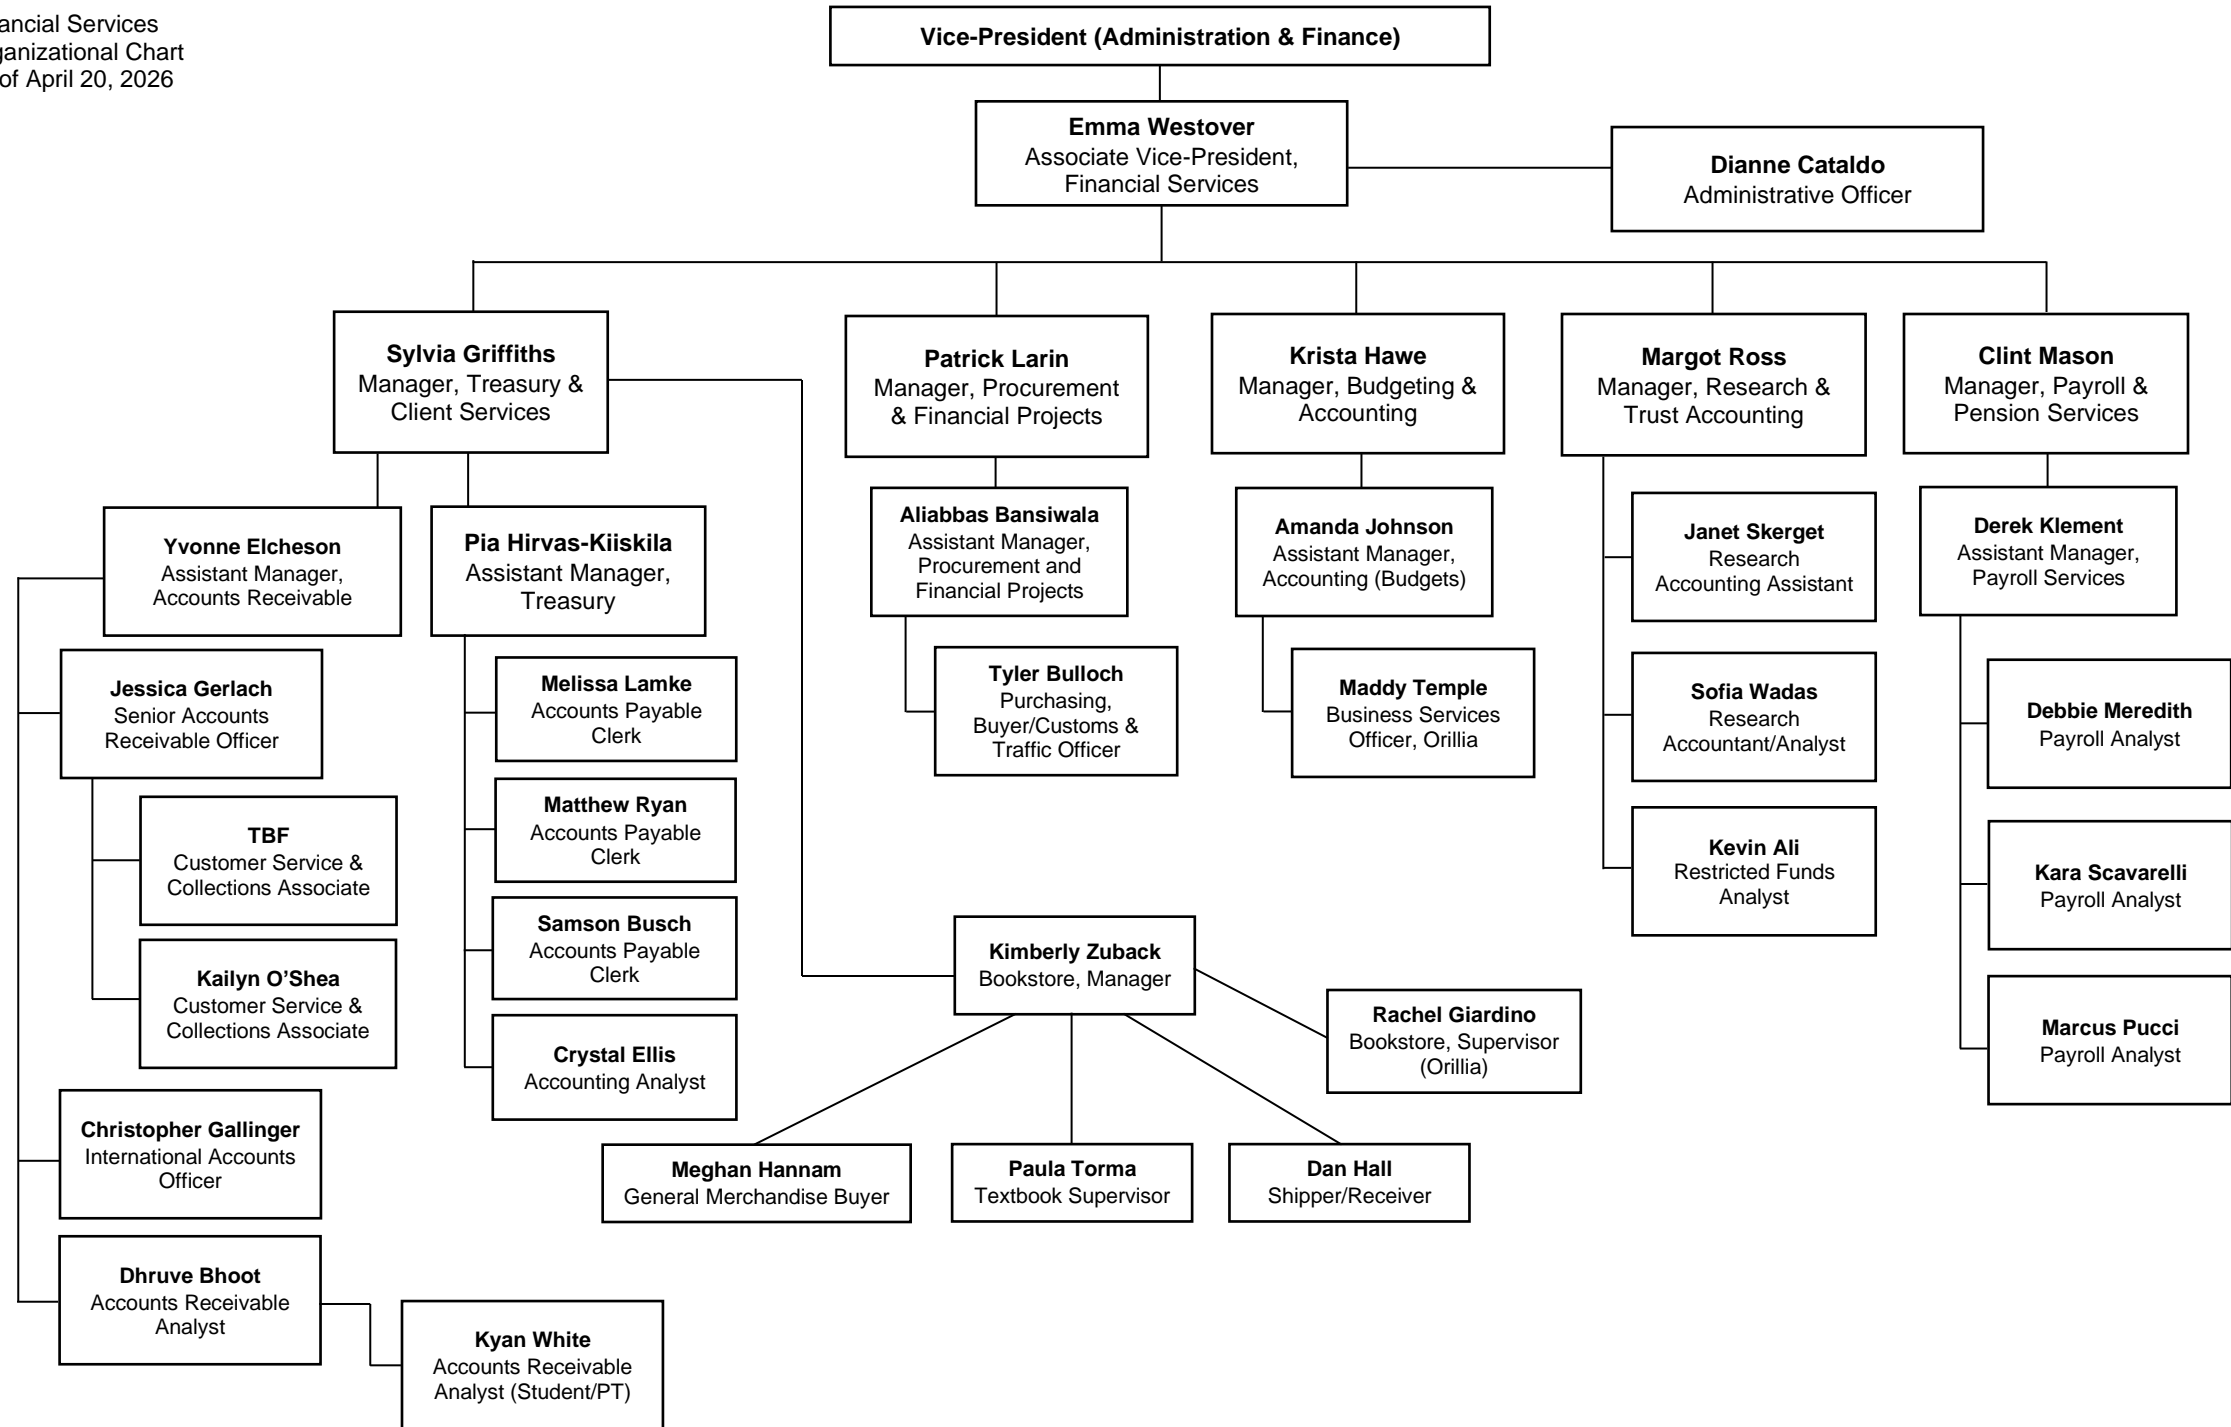 ancial Services
ganizational Chart
of April 20, 2026
Vice-President (Administration & Finance)
Emma Westover
Associate Vice-President,
Financial Services
Dianne Cataldo
Administrative Officer
Sylvia Griffiths
Manager, Treasury &
Client Services
Patrick Larin
Manager, Procurement
& Financial Projects
Krista Hawe
Manager, Budgeting &
Accounting
Margot Ross
Manager, Research &
Trust Accounting
Clint Mason
Manager, Payroll &
Pension Services
Yvonne Elcheson
Assistant Manager,
Accounts Receivable
Pia Hirvas-Kiiskila
Assistant Manager,
Treasury
Aliabbas Bansiwala
Assistant Manager,
Procurement and
Financial Projects
Amanda Johnson
Assistant Manager,
Accounting (Budgets)
Janet Skerget
Research
Accounting Assistant
Derek Klement
Assistant Manager,
Payroll Services
Jessica Gerlach
Senior Accounts
Receivable Officer
Melissa Lamke
Accounts Payable
Clerk
Tyler Bulloch
Purchasing,
Buyer/Customs &
Traffic Officer
Maddy Temple
Business Services
Officer, Orillia
Sofia Wadas
Research
Accountant/Analyst
Debbie Meredith
Payroll Analyst
TBF
Customer Service &
Collections Associate
Matthew Ryan
Accounts Payable
Clerk
Kevin Ali
Restricted Funds
Analyst
Kara Scavarelli
Payroll Analyst
Kailyn O’Shea
Customer Service &
Collections Associate
Samson Busch
Accounts Payable
Clerk
Kimberly Zuback
Bookstore, Manager
Rachel Giardino
Bookstore, Supervisor
(Orillia)
Marcus Pucci
Payroll Analyst
Crystal Ellis
Accounting Analyst
Christopher Gallinger
International Accounts
Officer
Meghan Hannam
General Merchandise Buyer
Paula Torma
Textbook Supervisor
Dan Hall
Shipper/Receiver
Dhruve Bhoot
Accounts Receivable
Analyst
Kyan White
Accounts Receivable
Analyst (Student/PT)